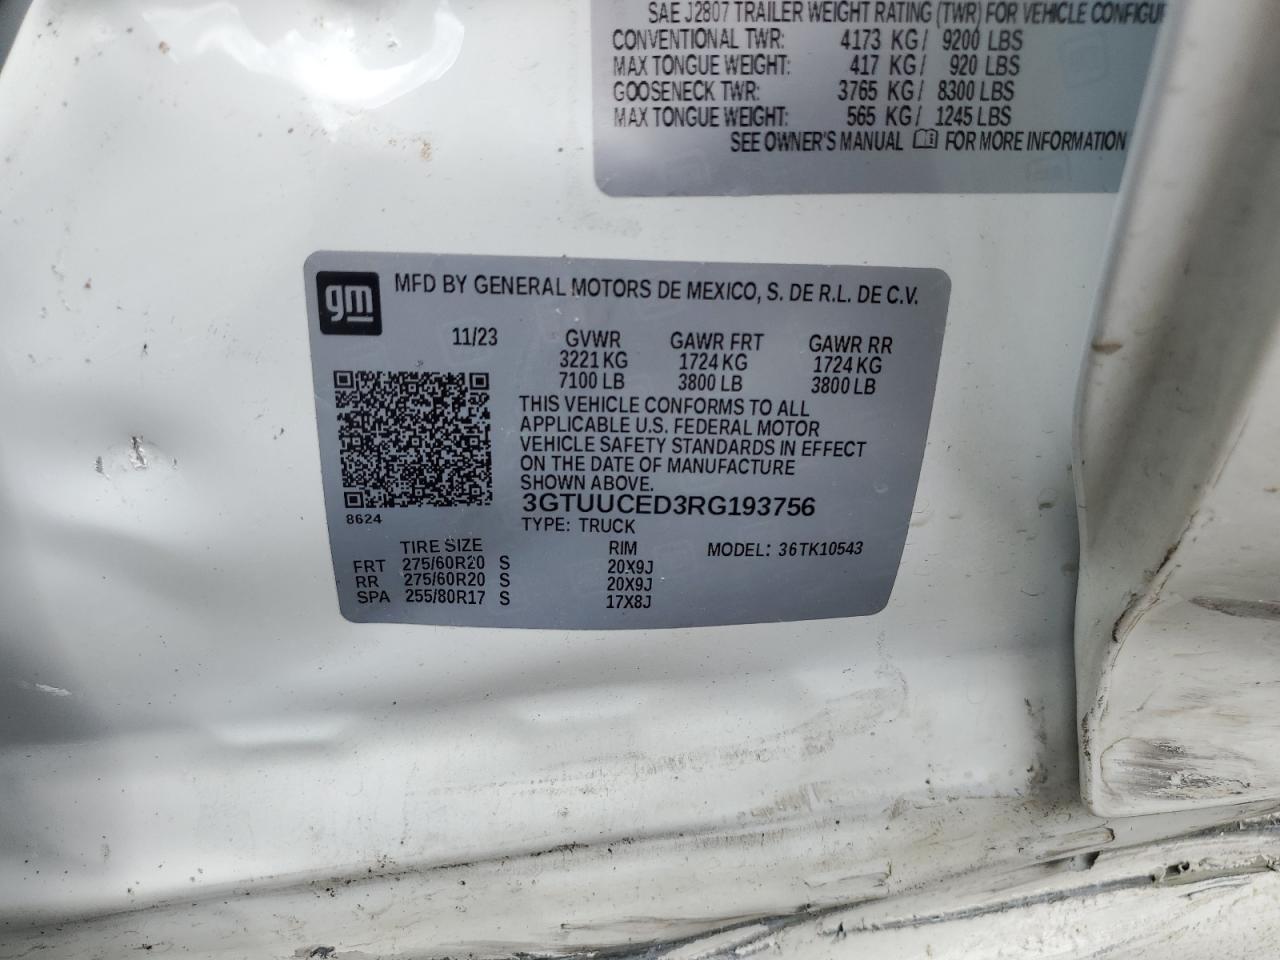 SAE J2807 TRAILER WEIGHT RATING (TWR) FOR VEHICLE
CONVENTIONAL TWR: 4173 KG/ 9200 LBS
MAX TONGUE WEIGHT: 417 KG/ 920 LBS
GOOSENECK TWR: 3765 KG/ 8300 LBS
MAX TONGUE WEIGHT: 565 KG/ 1245 LBS
SEE OWNER'S MANUAL FOR MORE INFORMATION
gm
MFD BY GENERAL MOTORS DE MEXICO, S. DE R.L. DE C.V.
11/23 GVWR GAWR FRT GAWR RR
3221 KG 1724 KG 1724 KG
7100 LB 3800 LB 3800 LB
THIS VEHICLE CONFORMS TO ALL
APPLICABLE U.S. FEDERAL MOTOR
VEHICLE SAFETY STANDARDS IN EFFECT
ON THE DATE OF MANUFACTURE
SHOWN ABOVE.
3GTUUCED3RG193756
8624
TYPE: TRUCK
TIRE SIZE RIM MODEL: 36TK10543
FRT 275/60R20 S 20X9J
RR 275/60R20 S 20X9J
SPA 255/80R17 S 17X8J